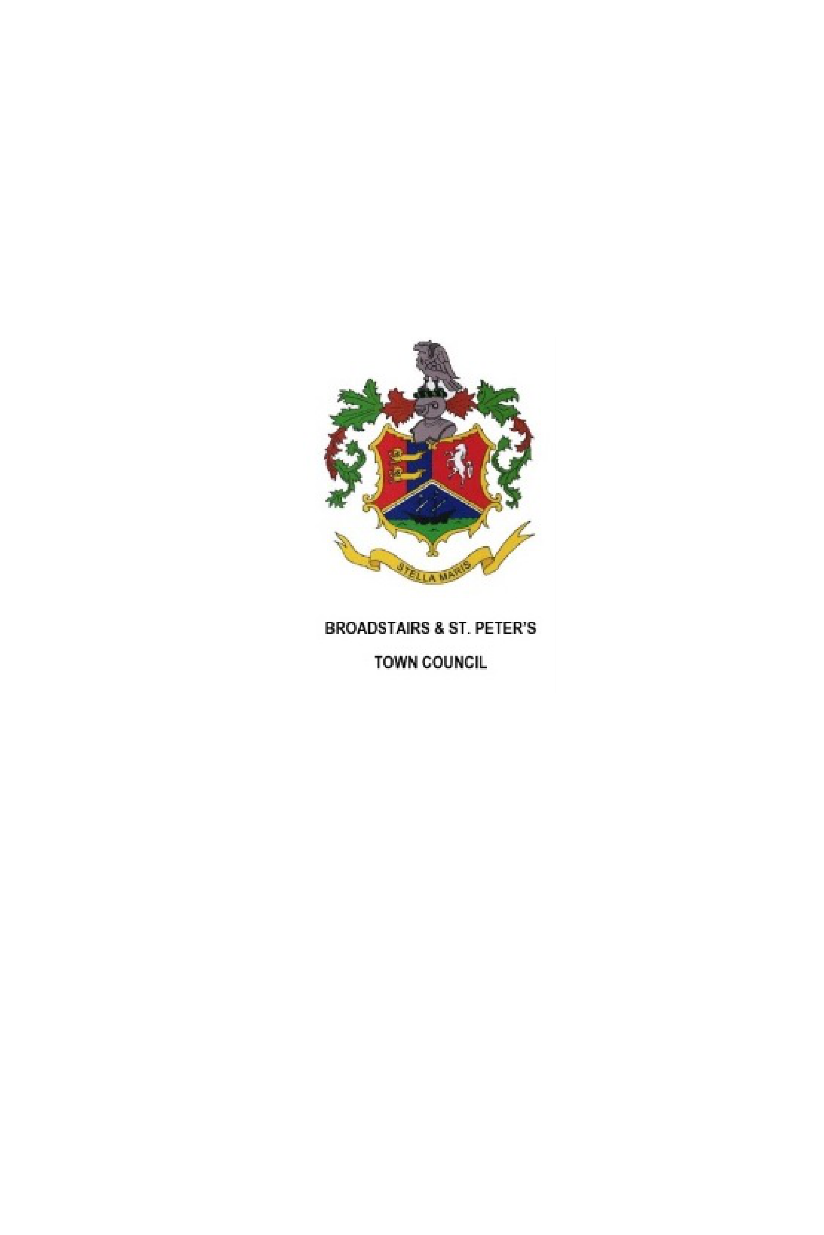 STELLA MARIS
BROADSTAIRS & ST. PETER'S
TOWN COUNCIL